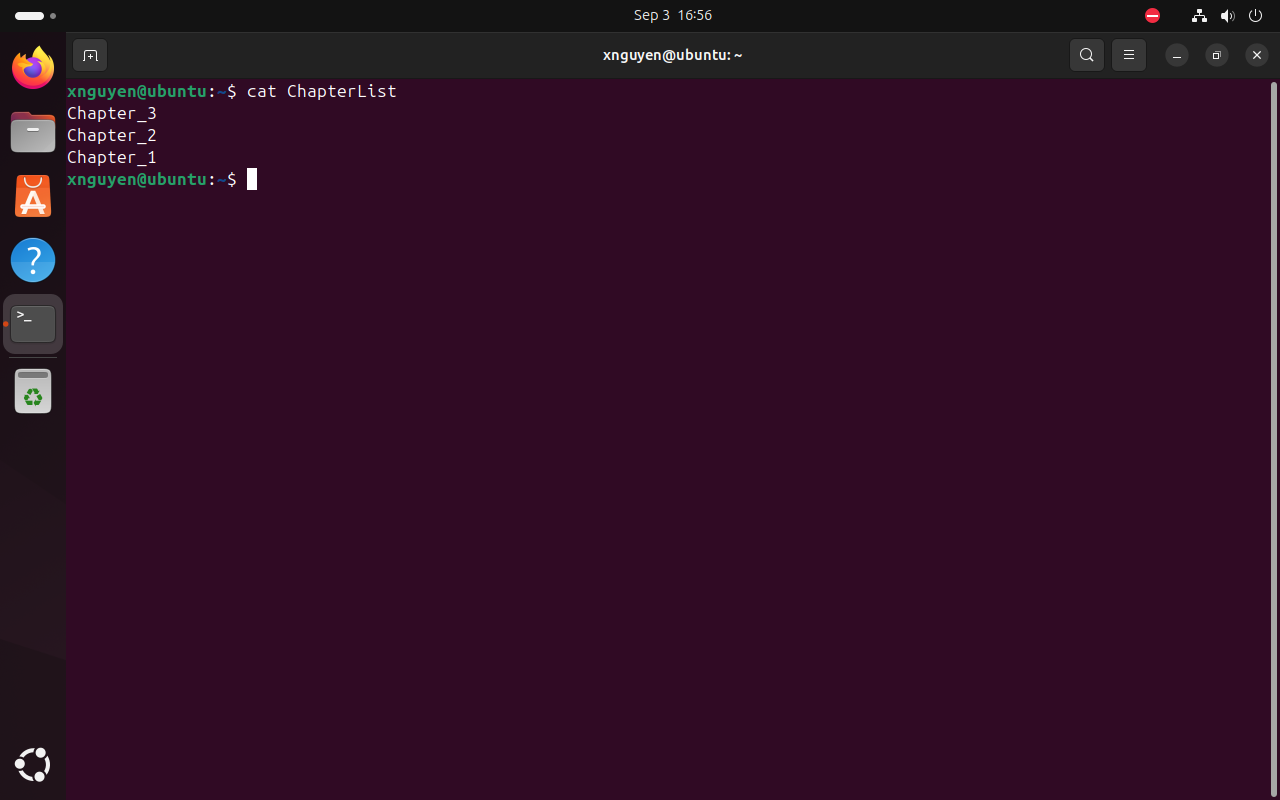 Sep 3 16:56
xnguyen@ubuntu: ~
xnguyen@ubuntu:~$ cat ChapterList
Chapter_3
Chapter_2
Chapter_1
xnguyen@ubuntu:~$